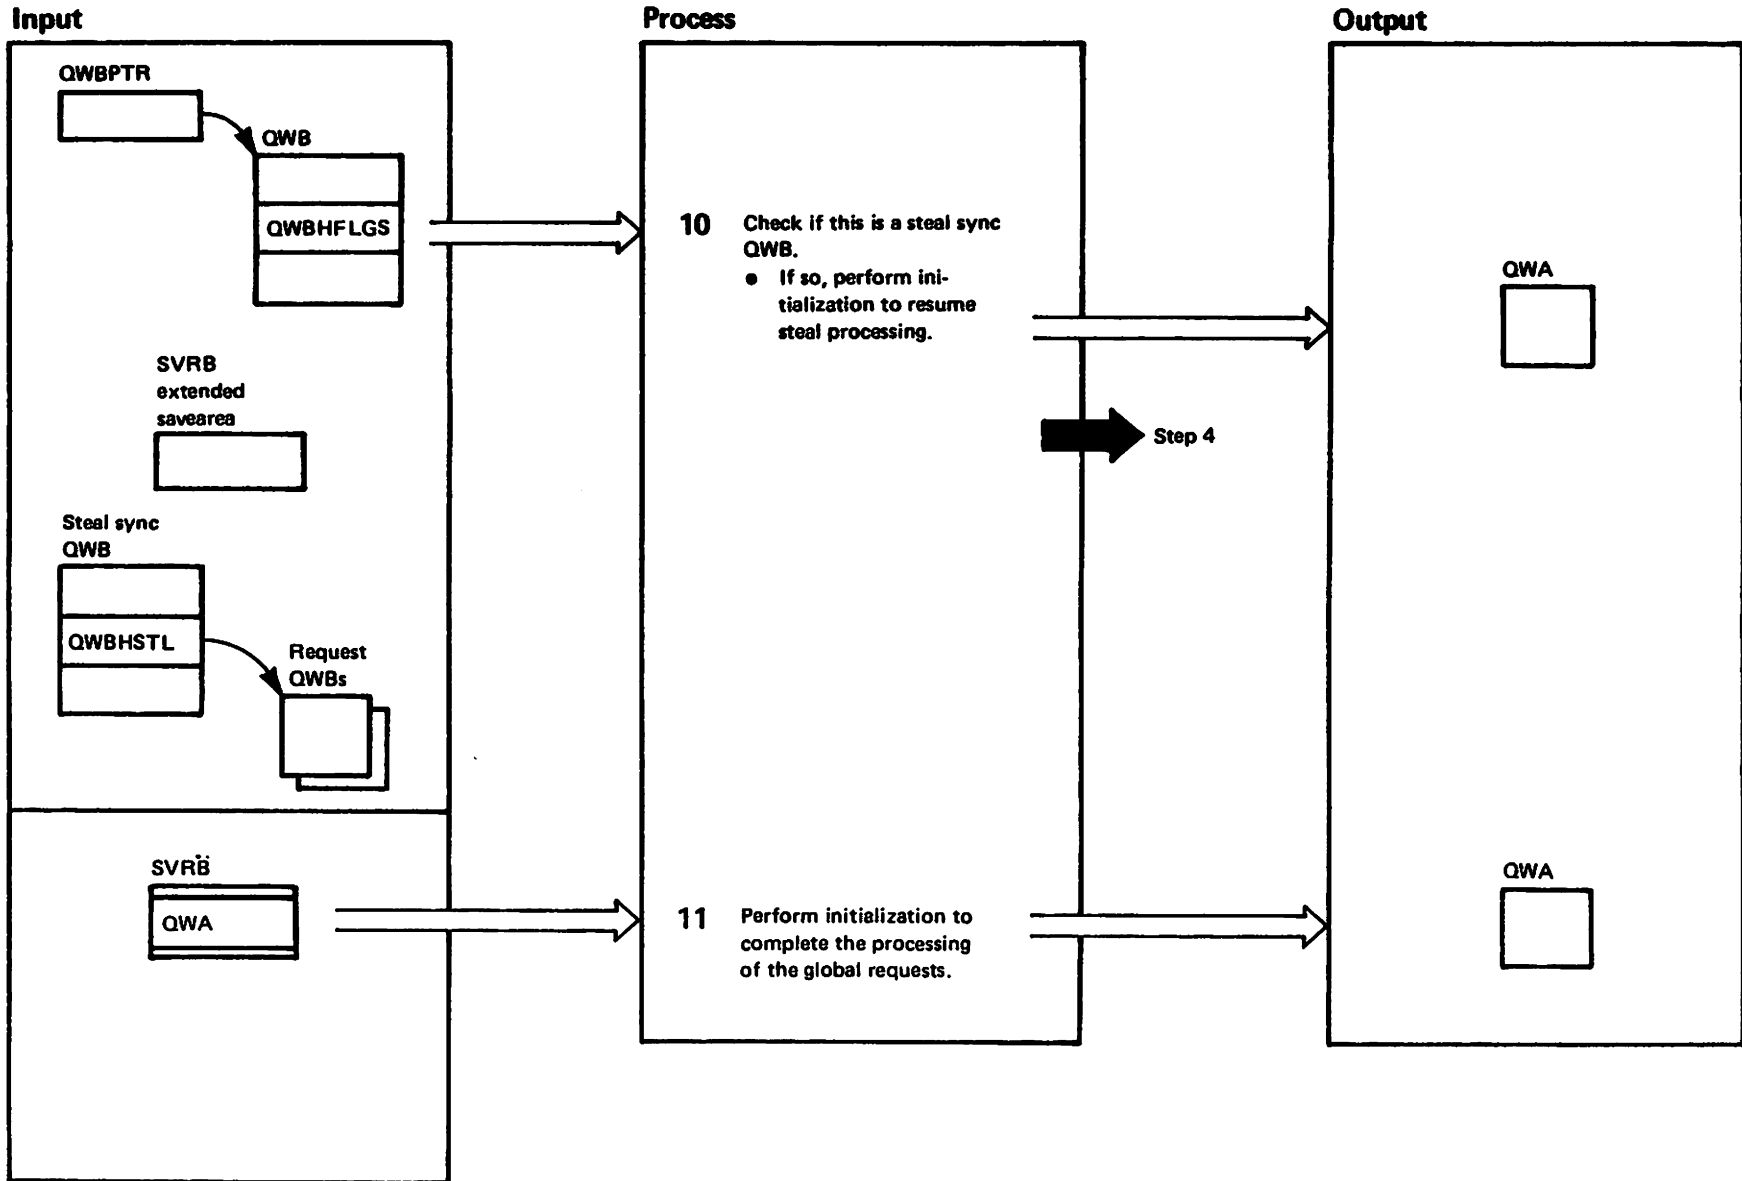 Input
QWBPTR
QWB
QWBHFLGS
SVRB
extended
savearea
Steal sync
QWB
QWBHSTL
Request
QWBs
SVRB
QWA
Process
10 Check if this is a steal sync
QWB.
● If so, perform ini-
tialization to resume
steal processing.
Step 4
11 Perform initialization to
complete the processing
of the global requests.
Output
QWA
QWA